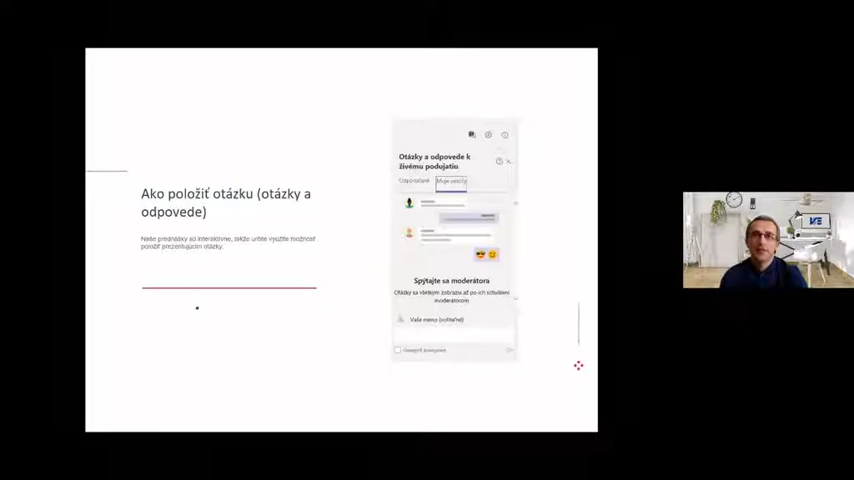 Ako položiť otázku (otázky a
odpovede)
Naše prednášky sú interaktívne, takže určite využite možnosť
položiť prezentujúcim otázky.
Otázky a odpovede k
živému podujatiu
Odporúčané Moje otázky
Spýtajte sa moderátora
Otázky sa všetkým zobrazia až po ich schválení
moderátorom
Vaše meno (voliteľné)